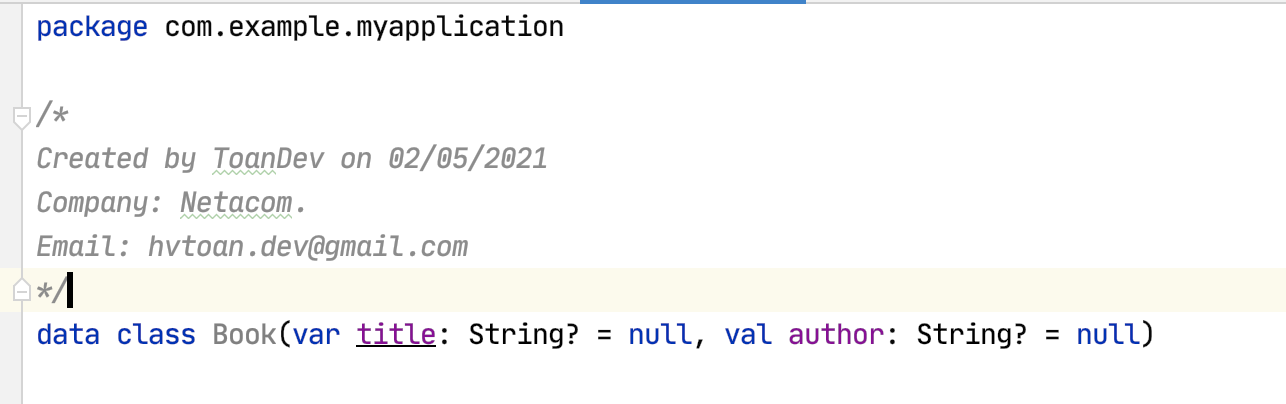 package com.example.myapplication
/*
Created by ToanDev on 02/05/2021
Company: Netacom.
Email: hvtoan.dev@gmail.com
*/
data class Book(var title: String? = null, val author: String? = null)